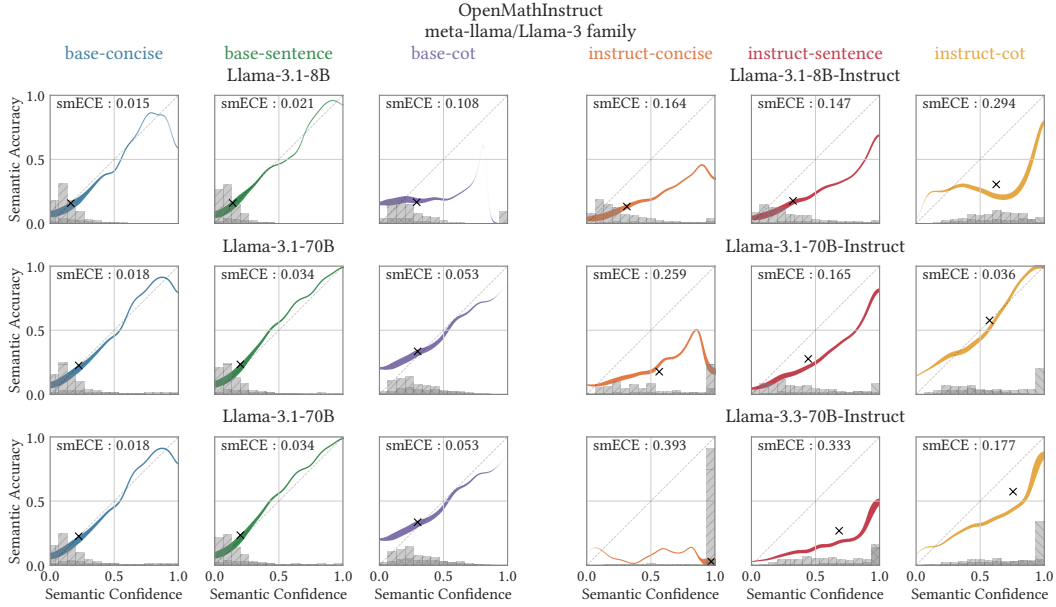 OpenMathInstruct
meta-llama/Llama-3 family
base-concise base-sentence base-cot instruct-concise instruct-sentence instruct-cot
Llama-3.1-8B Llama-3.1-8B-Instruct
1.0
0.5
0.0
Semantic Accuracy
smECE : 0.015 smECE : 0.021 smECE : 0.108 smECE : 0.164 smECE : 0.147 smECE : 0.294
Llama-3.1-70B Llama-3.1-70B-Instruct
1.0
0.5
0.0
Semantic Accuracy
smECE : 0.018 smECE : 0.034 smECE : 0.053 smECE : 0.259 smECE : 0.165 smECE : 0.036
Llama-3.1-70B Llama-3.3-70B-Instruct
1.0
0.5
0.0
Semantic Accuracy
smECE : 0.018 smECE : 0.034 smECE : 0.053 smECE : 0.393 smECE : 0.333 smECE : 0.177
0.0 0.5 1.0 0.0 0.5 1.0 0.0 0.5 1.0 0.0 0.5 1.0 0.0 0.5 1.0 0.0 0.5 1.0
Semantic Confidence Semantic Confidence Semantic Confidence Semantic Confidence Semantic Confidence Semantic Confidence